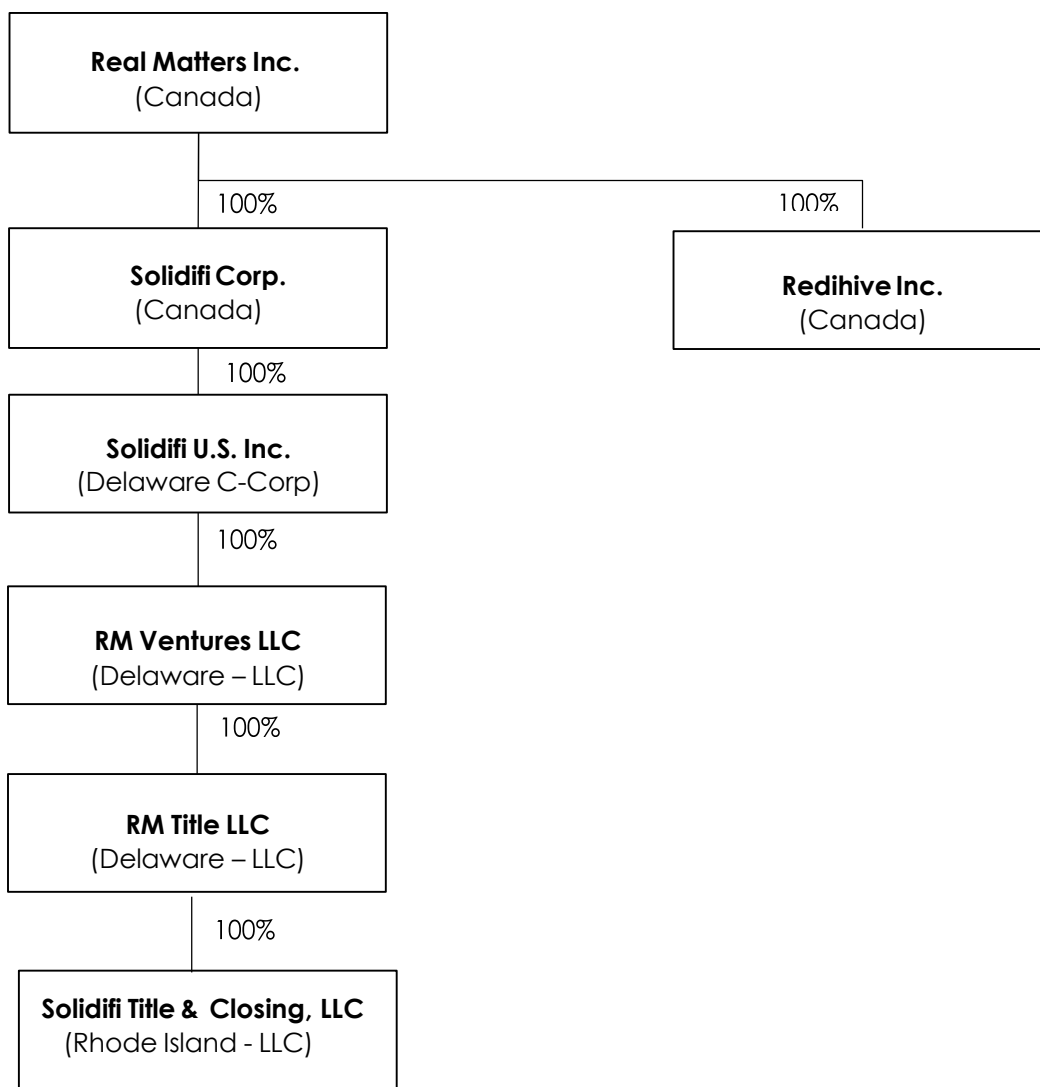 Real Matters Inc.
(Canada)
100%
100%
Solidifi Corp.
(Canada)
Redihive Inc.
(Canada)
100%
Solidifi U.S. Inc.
(Delaware C-Corp)
100%
RM Ventures LLC
(Delaware – LLC)
100%
RM Title LLC
(Delaware – LLC)
100%
Solidifi Title & Closing, LLC
(Rhode Island - LLC)